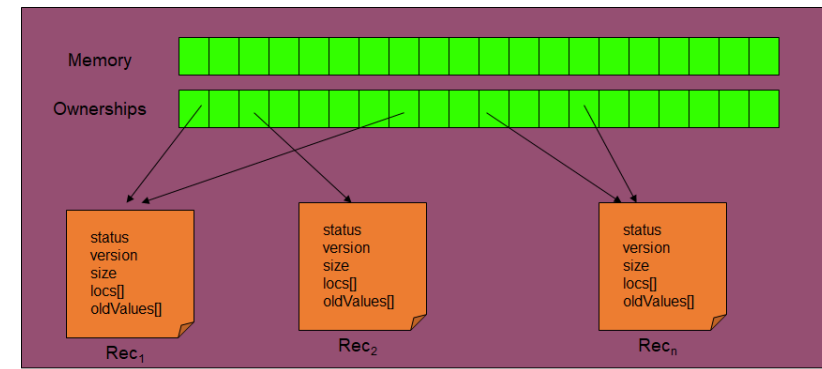 Memory
Ownerships
status
version
size
locs[]
oldValues[]
Rec1
status
version
size
locs[]
oldValues[]
Rec2
status
version
size
locs[]
oldValues[]
Recn